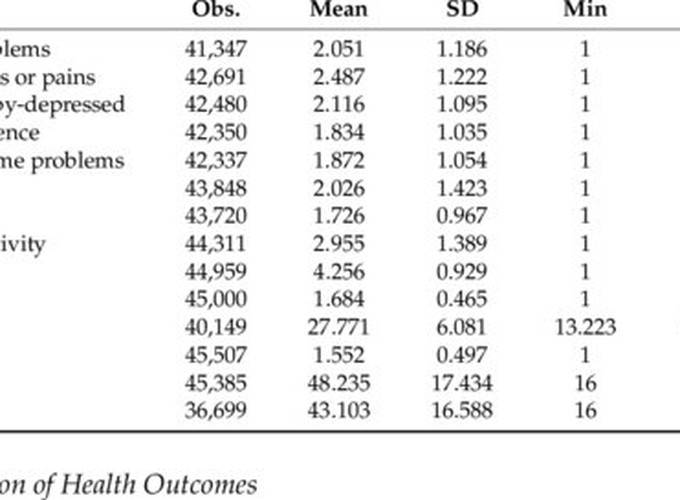 Obs. Mean SD Min
lems 41,347 2.051 1.186 1
s or pains 42,691 2.487 1.222 1
y-depressed 42,480 2.116 1.095 1
ence 42,350 1.834 1.035 1
me problems 42,337 1.872 1.054 1
43,848 2.026 1.423 1
43,720 1.726 0.967 1
ivity 44,311 2.955 1.389 1
44,959 4.256 0.929 1
45,000 1.684 0.465 1
40,149 27.771 6.081 13.223
45,507 1.552 0.497 1
45,385 48.235 17.434 16
36,699 43.103 16.588 16
on of Health Outcomes